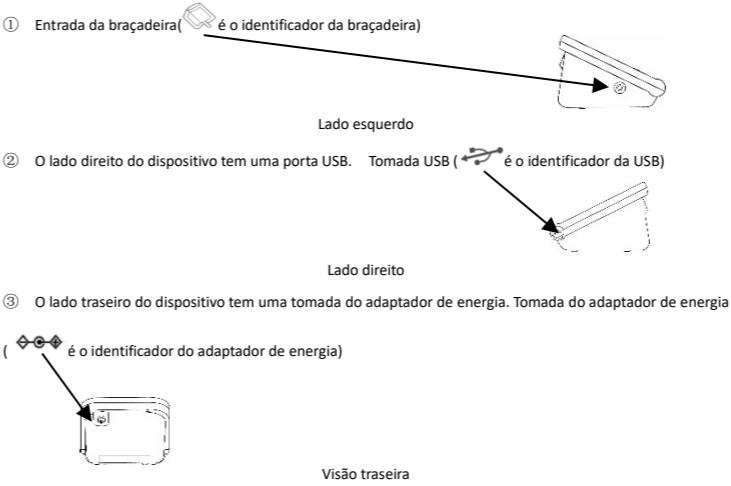 ① Entrada da braçadeira( é o identificador da braçadeira)
Lado esquerdo
② O lado direito do dispositivo tem uma porta USB. Tomada USB ( é o identificador da USB)
Lado direito
③ O lado traseiro do dispositivo tem uma tomada do adaptador de energia. Tomada do adaptador de energia
( é o identificador do adaptador de energia)
Visão traseira